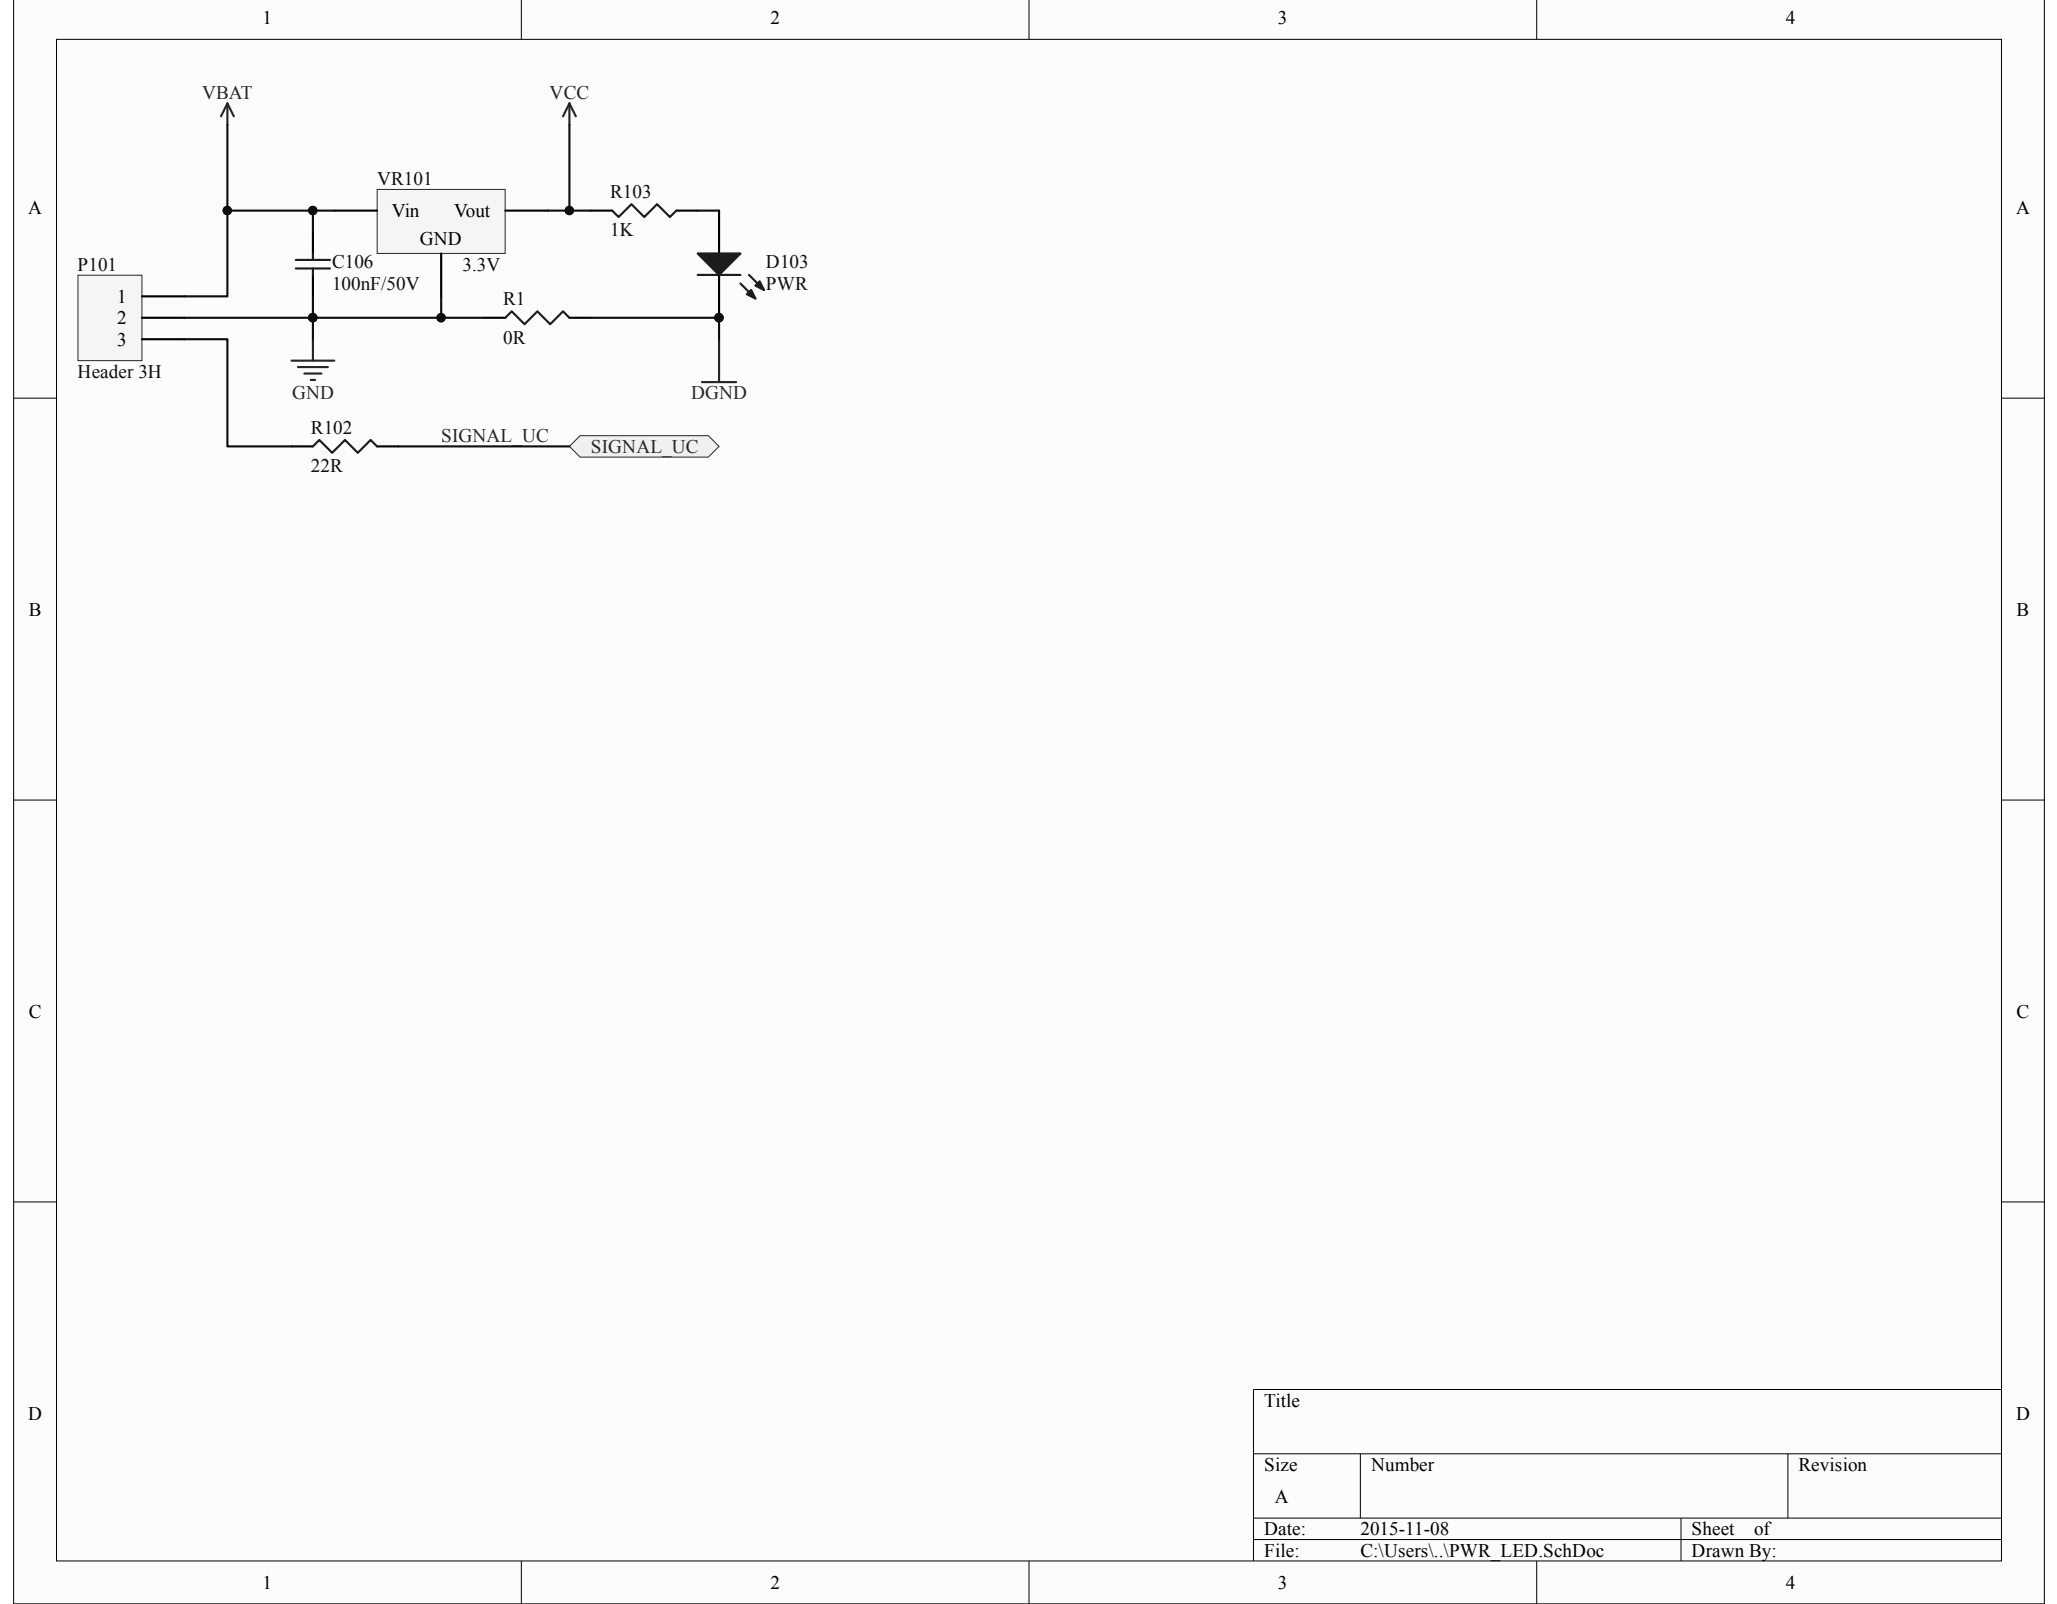 1 2 3 4
VBAT VCC
VR101
R103
A Vin Vout A
1K
GND
P101 C106 3.3V D103
100nF/50V PWR
1
R1
2
3 0R
Header 3H
GND DGND
R102 SIGNAL_UC
SIGNAL_UC
22R
B B
C C
Title
D D
Size Number Revision
A
Date: 2015-11-08 Sheet of
File: C:\Users\..\PWR_LED.SchDoc Drawn By:
1 2 3 4